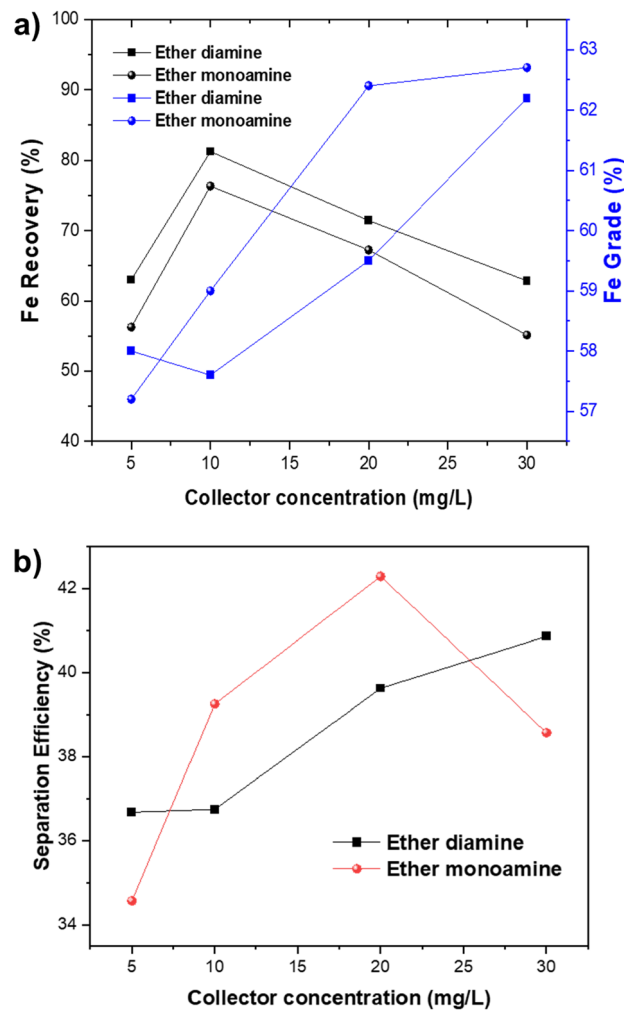 a)
Ether diamine
Ether monoamine
Ether diamine
Ether monoamine
Fe Recovery (%)
100
90
80
70
60
50
40
Fe Grade (%)
63
62
61
60
59
58
57
5 10 15 20 25 30
Collector concentration (mg/L)
b)
Separation Efficiency (%)
42
40
38
36
34
Ether diamine
Ether monoamine
5 10 15 20 25 30
Collector concentration (mg/L)